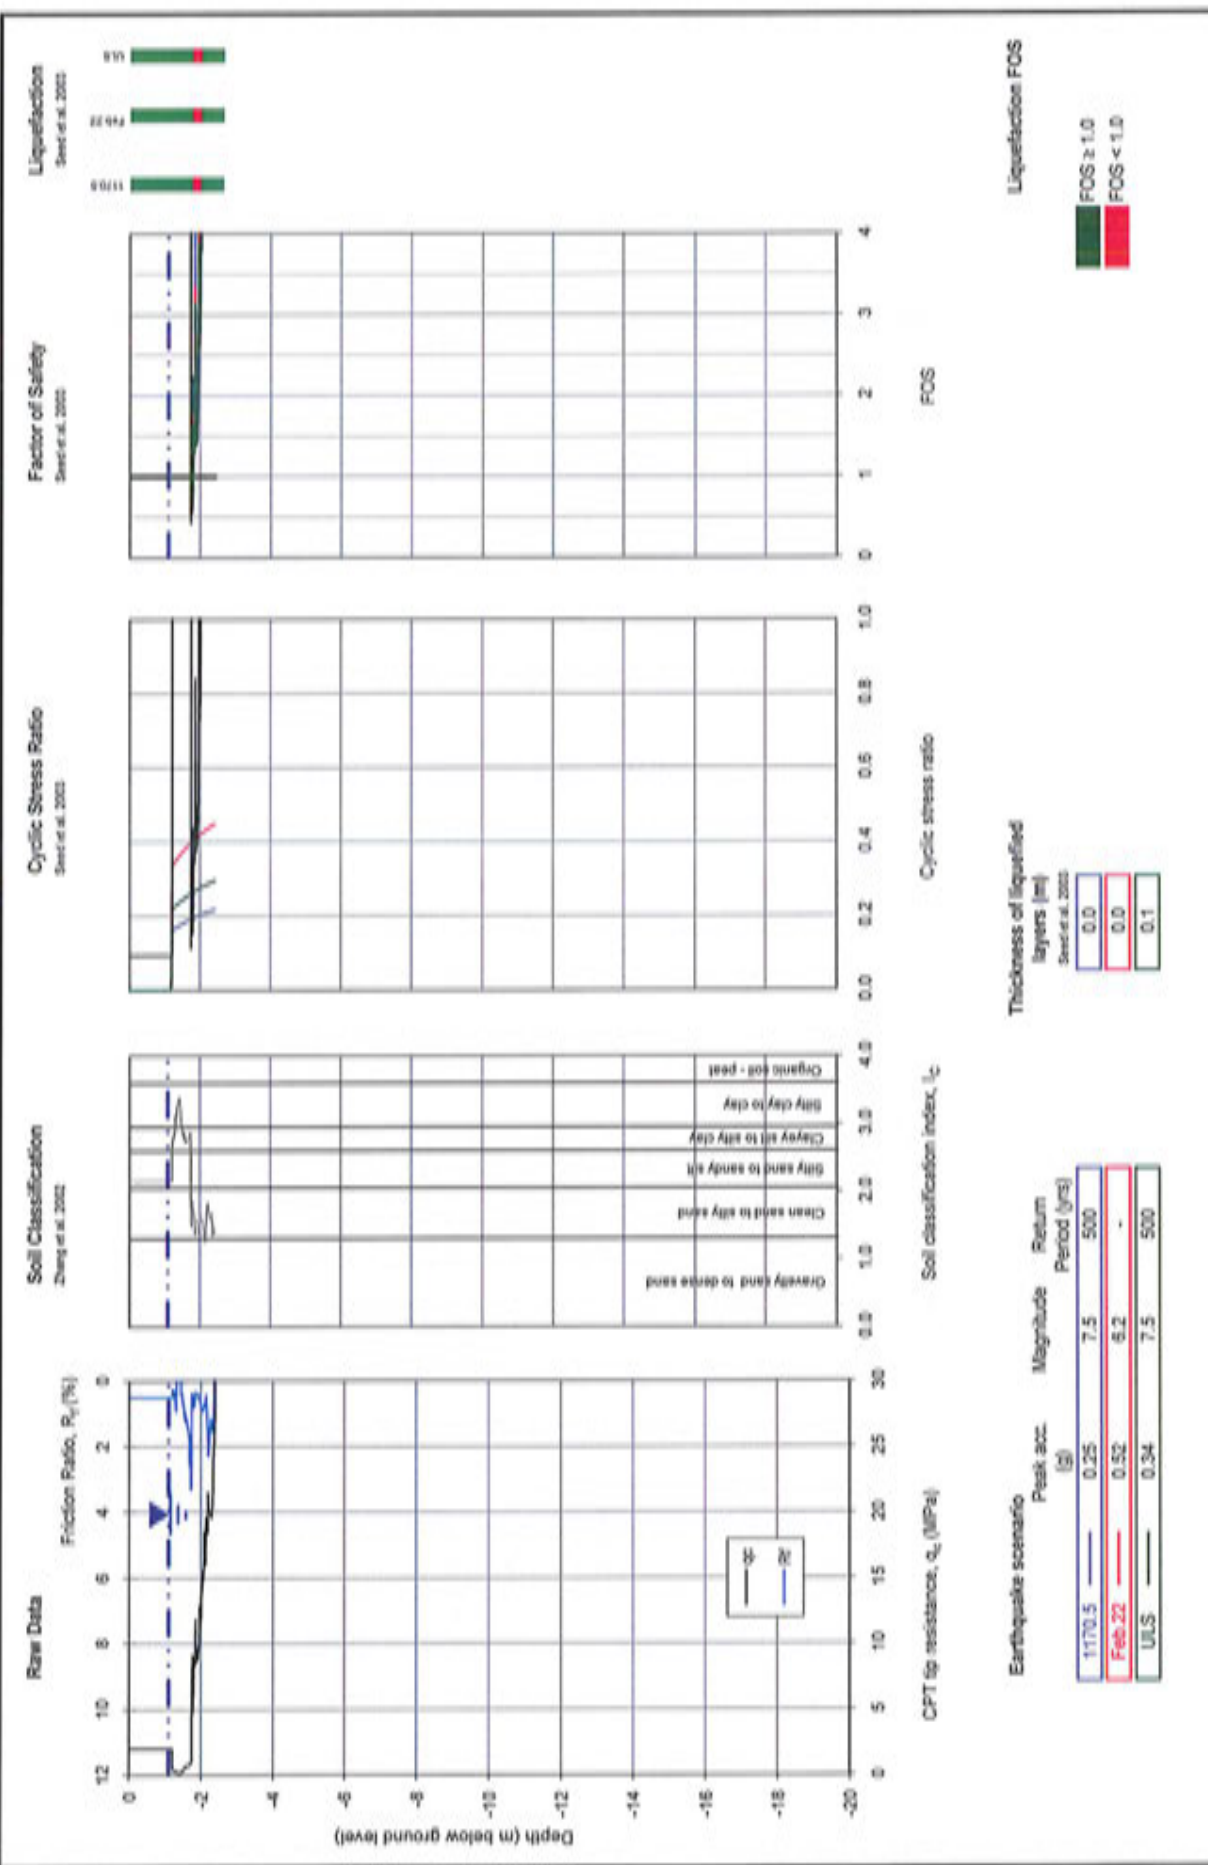 Raw Data
Friction Ratio, Rf (%)
12 10 8 6 4 2 0
0
-2
-4
-6
-8
-10
-12
-14
-16
-18
-20
Depth (m below ground level)
qc
Rf
0 5 10 15 20 25 30
CPT tip resistance, qc (MPa)
Soil Classification
Zhang et al. 2002
Gravelly sand to dense sand
Clean sand to silty sand
Silty sand to sandy silt
Clayey silt to silty clay
Silty clay to clay
Organic soil - peat
0.0 1.0 2.0 3.0 4.0
Soil classification index, Ic
Cyclic Stress Ratio
Seed et al. 2003
0.0 0.2 0.4 0.6 0.8 1.0
Cyclic stress ratio
Factor of Safety
Seed et al. 2003
0 1 2 3 4
FOS
Liquefaction
Seed et al. 2003
1170.5 Feb.22 ULS
Earthquake scenario
Peak acc. (g) Magnitude Return Period (yrs)
1170.5 0.25 7.5 500
Feb.22 0.52 6.2 -
ULS 0.34 7.5 500
Thickness of liquefied
layers (m)
Seed et al. 2003
0.0
0.0
0.1
Liquefaction FOS
FOS ≥ 1.0
FOS < 1.0